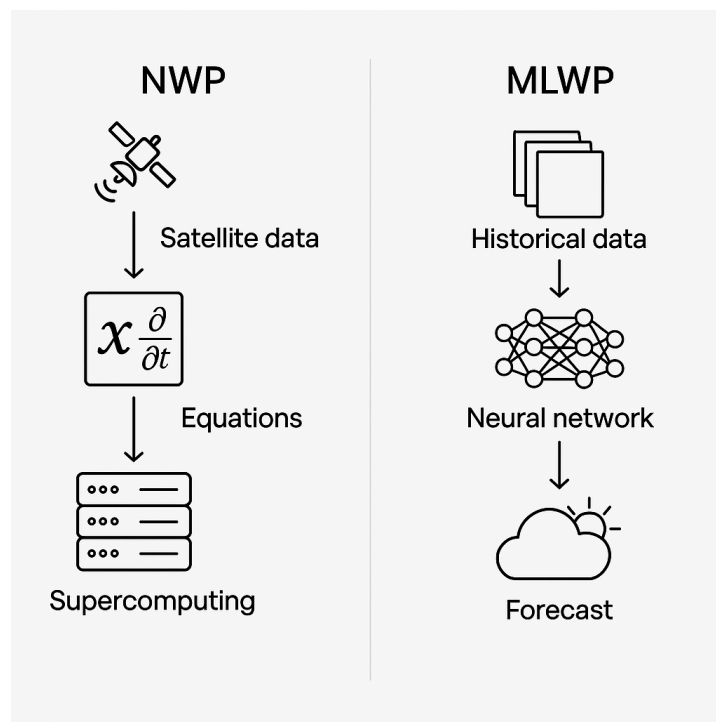 NWP
Satellite data
x ∂/∂t
Equations
Supercomputing
MLWP
Historical data
Neural network
Forecast